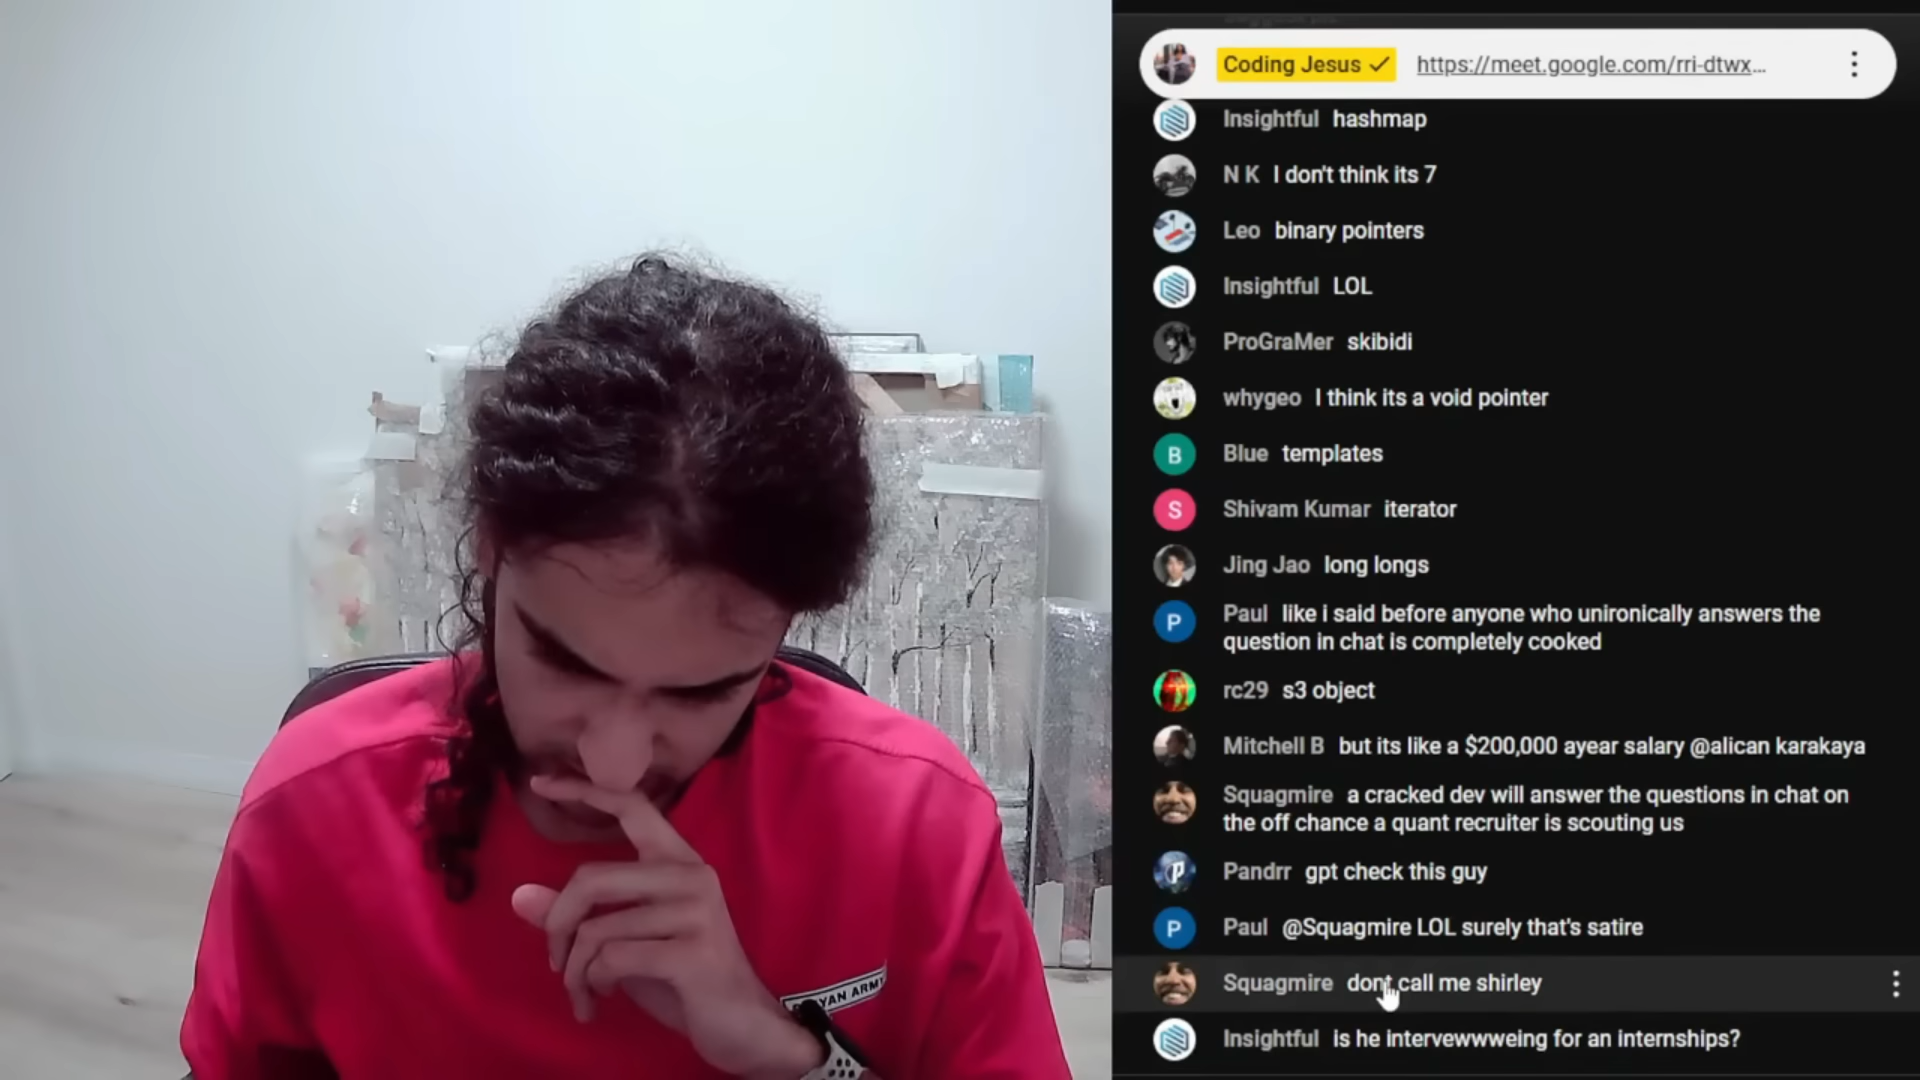 Coding Jesus ✓ https://meet.google.com/rri-dtwx...
Insightful hashmap
N K I don't think its 7
Leo binary pointers
Insightful LOL
ProGraMer skibidi
whygeo I think its a void pointer
B Blue templates
S Shivam Kumar iterator
Jing Jao long longs
P Paul like i said before anyone who unironically answers the
question in chat is completely cooked
rc29 s3 object
Mitchell B but its like a $200,000 ayear salary @alican karakaya
Squagmire a cracked dev will answer the questions in chat on
the off chance a quant recruiter is scouting us
Pandrr gpt check this guy
P Paul @Squagmire LOL surely that's satire
Squagmire dont call me shirley
Insightful is he intervewwweing for an internships?
ARMY